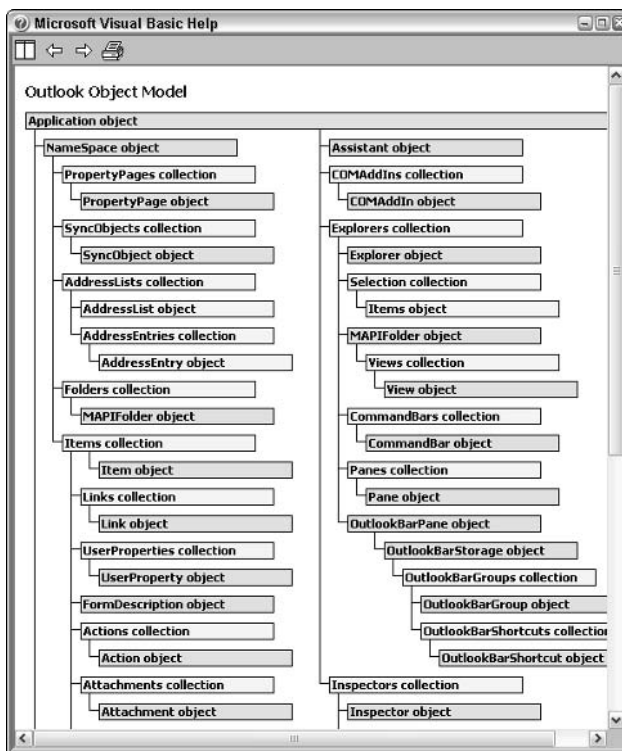 Microsoft Visual Basic Help
Outlook Object Model
Application object
NameSpace object
PropertyPages collection
PropertyPage object
SyncObjects collection
SyncObject object
AddressLists collection
AddressList object
AddressEntries collection
AddressEntry object
Folders collection
MAPIFolder object
Items collection
Item object
Links collection
Link object
UserProperties collection
UserProperty object
FormDescription object
Actions collection
Action object
Attachments collection
Attachment object
Assistant object
COMAddIns collection
COMAddIn object
Explorers collection
Explorer object
Selection collection
Items object
MAPIFolder object
Views collection
View object
CommandBars collection
CommandBar object
Panes collection
Pane object
OutlookBarPane object
OutlookBarStorage object
OutlookBarGroups collection
OutlookBarGroup object
OutlookBarShortcuts collection
OutlookBarShortcut object
Inspectors collection
Inspector object